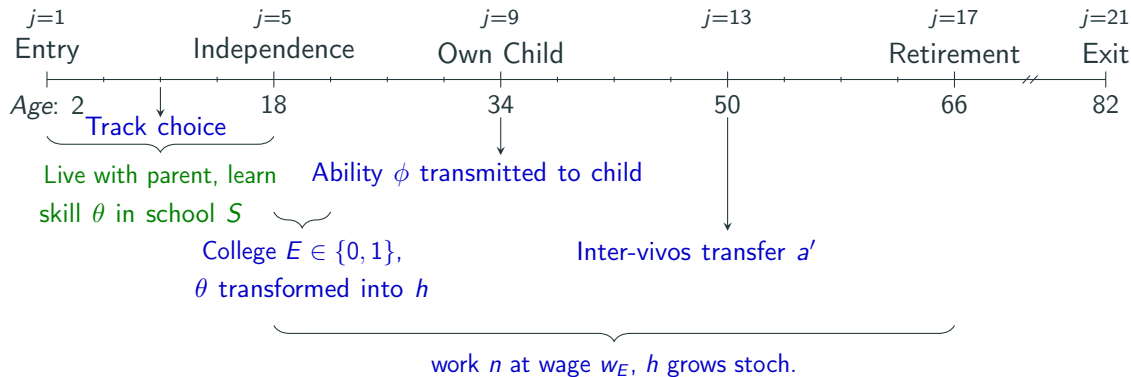 j=1 j=5 j=9 j=13 j=17 j=21
Entry Independence Own Child Retirement Exit
Age: 2 18 34 50 66 82
Track choice
Live with parent, learn
skill θ in school S
Ability ϕ transmitted to child
College E ∈ {0, 1},
θ transformed into h
Inter-vivos transfer a′
work n at wage w_E, h grows stoch.